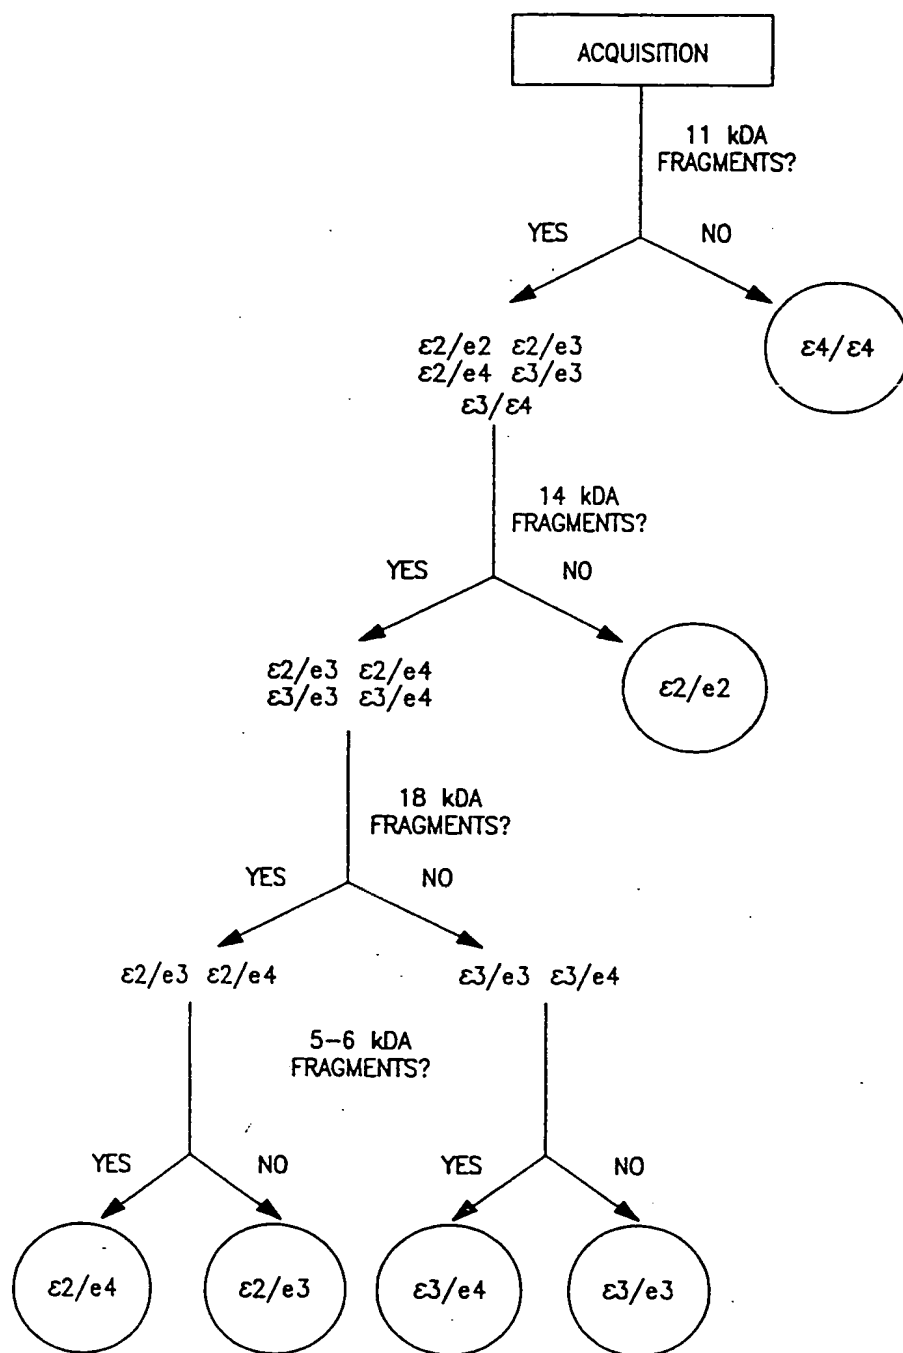 ACQUISITION
11 kDA
FRAGMENTS?
YES NO
ε4/ε4
ε2/e2 ε2/e3
ε2/e4 ε3/e3
ε3/ε4
14 kDA
FRAGMENTS?
YES NO
ε2/e3 ε2/e4
ε3/e3 ε3/e4
ε2/e2
18 kDA
FRAGMENTS?
YES NO
ε2/e3 ε2/e4 ε3/e3 ε3/e4
5-6 kDA
FRAGMENTS?
YES NO YES NO
ε2/e4 ε2/e3 ε3/e4 ε3/e3